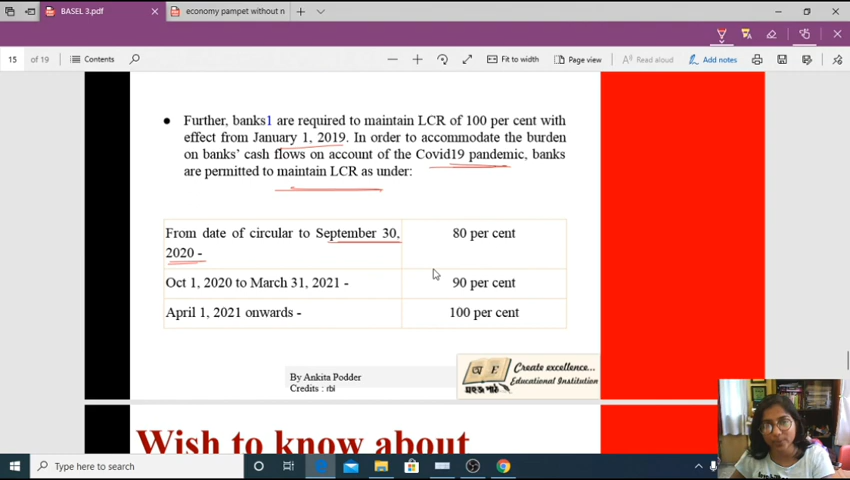 BASEL 3.pdf
economy pampet without n
15 of 19
Contents
Fit to width
Page view
Read aloud
Add notes
● Further, banks1 are required to maintain LCR of 100 per cent with
effect from January 1, 2019. In order to accommodate the burden
on banks' cash flows on account of the Covid19 pandemic, banks
are permitted to maintain LCR as under:
From date of circular to September 30, 80 per cent
2020 -
Oct 1, 2020 to March 31, 2021 - 90 per cent
April 1, 2021 onwards - 100 per cent
By Ankita Podder
Credits : rbi
Create excellence...
Educational Institution
Wish to know about
Type here to search